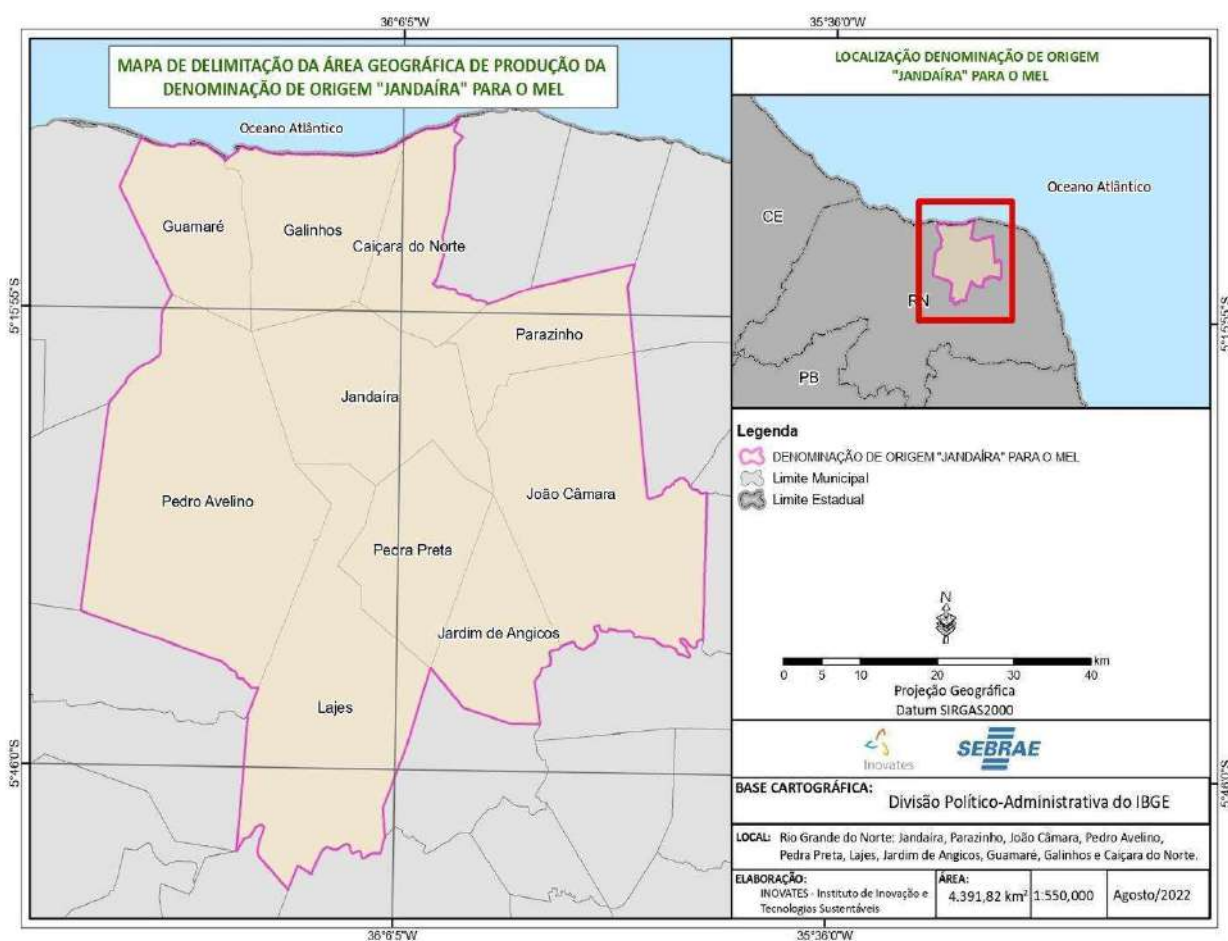 36°6'5"W
35°36'0"W
MAPA DE DELIMITAÇÃO DA ÁREA GEOGRÁFICA DE PRODUÇÃO DA
DENOMINAÇÃO DE ORIGEM "JANDAÍRA" PARA O MEL
Oceano Atlântico
Guamaré
Galinhos
Caiçara do Norte
5°15'55"S
Parazinho
Jandaíra
Pedro Avelino
João Câmara
Pedra Preta
Jardim de Angicos
Lajes
5°46'0"S
36°6'5"W
LOCALIZAÇÃO DENOMINAÇÃO DE ORIGEM
"JANDAÍRA" PARA O MEL
Oceano Atlântico
CE
RN
PB
5°15'55"S
Legenda
DENOMINAÇÃO DE ORIGEM "JANDAÍRA" PARA O MEL
Limite Municipal
Limite Estadual
N
0 5 10 20 30 40 km
Projeção Geográfica
Datum SIRGAS2000
Inovates
SEBRAE
5°46'0"S
BASE CARTOGRÁFICA: Divisão Político-Administrativa do IBGE
LOCAL: Rio Grande do Norte: Jandaíra, Parazinho, João Câmara, Pedro Avelino,
Pedra Preta, Lajes, Jardim de Angicos, Guamaré, Galinhos e Caiçara do Norte.
ELABORAÇÃO:
INOVATES - Instituto de Inovação e
Tecnologias Sustentáveis
ÁREA:
4.391,82 km²
1:550,000
Agosto/2022
35°36'0"W